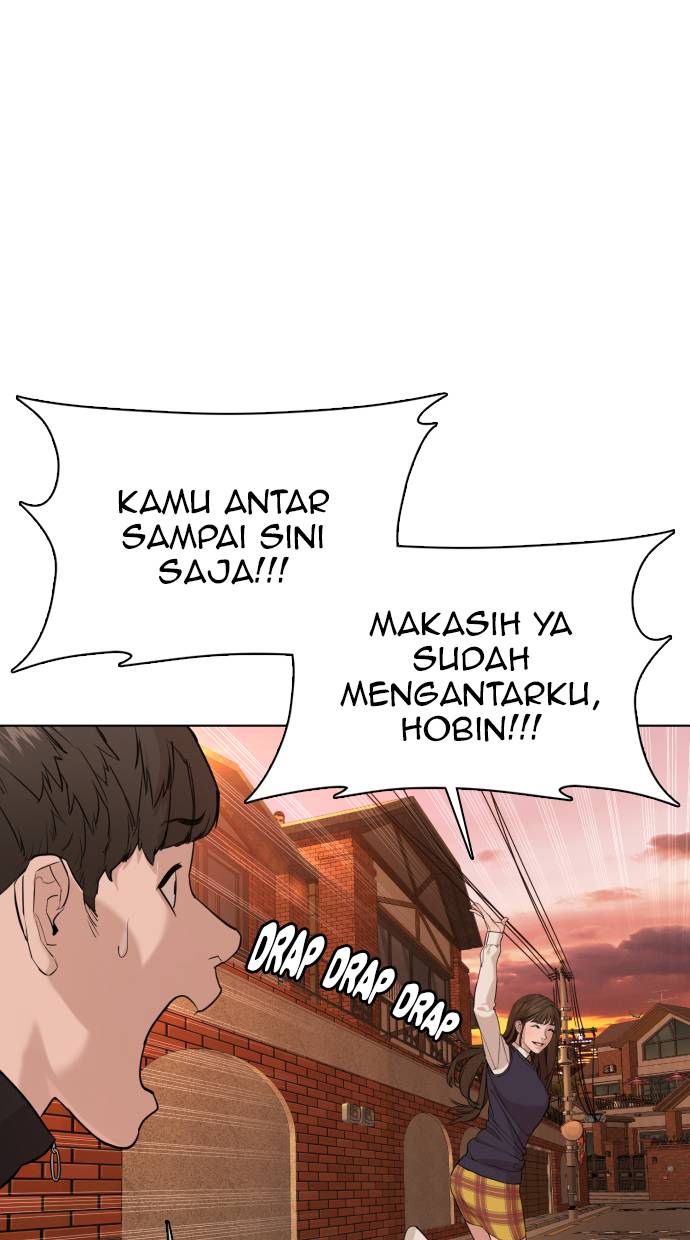 KAMU ANTAR
SAMPAI SINI
SAJA!!!
MAKASIH YA
SUDAH
MENGANTARKU,
HOBIN!!!
DRAP DRAP DRAP